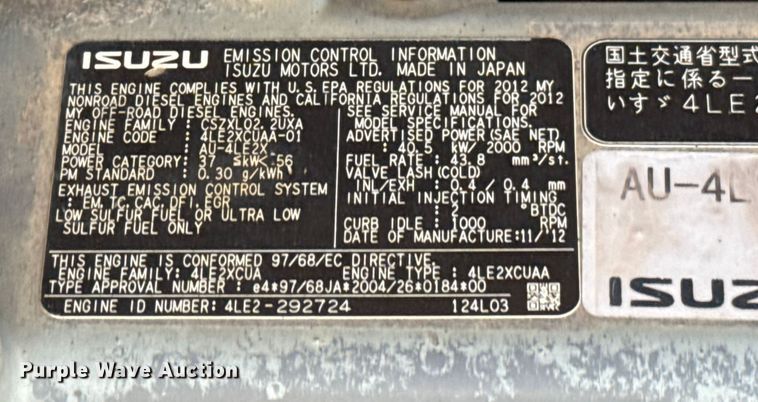 ISUZU EMISSION CONTROL INFORMATION
ISUZU MOTORS LTD. MADE IN JAPAN
THIS ENGINE COMPLIES WITH U.S.EPA REGULATIONS FOR 2012 MY
NONROAD DIESEL ENGINES AND CALIFORNIA REGULATIONS FOR 2012
MY OFF-ROAD DIESEL ENGINES.
ENGINE FAMILY : CSZXL02.2UXA
ENGINE CODE : 4LE2XCUAA-01
MODEL : AU-4LE2X
POWER CATEGORY: 37 ≤kW< 56
PM STANDARD : 0.30 g/kWh
EXHAUST EMISSION CONTROL SYSTEM
: EM,TC,CAC,DFI,EGR
LOW SULFUR FUEL OR ULTRA LOW
SULFUR FUEL ONLY
SEE SERVICE MANUAL FOR
MORE SPECIFICATIONS.
ADVERTISED POWER(SAE NET)
: 40.5 kW/ 2000 RPM
FUEL RATE : 43.8 mm³/st.
VALVE LASH(COLD)
INL/EXH : 0.4 / 0.4 mm
INITIAL INJECTION TIMING
: 2 °BTDC
CURB IDLE : 1000 RPM
DATE OF MANUFACTURE:11/'12
THIS ENGINE IS CONFORMED 97/68/EC DIRECTIVE.
ENGINE FAMILY: 4LE2XCUA ENGINE TYPE : 4LE2XCUAA
TYPE APPROVAL NUMBER : e4*97/68JA*2004/26*0184*00
ENGINE ID NUMBER: 4LE2-292724 124L03
国土交通省型式
指定に係る一
いすゞ4LE2
AU-4L
ISUZU
Purple Wave Auction